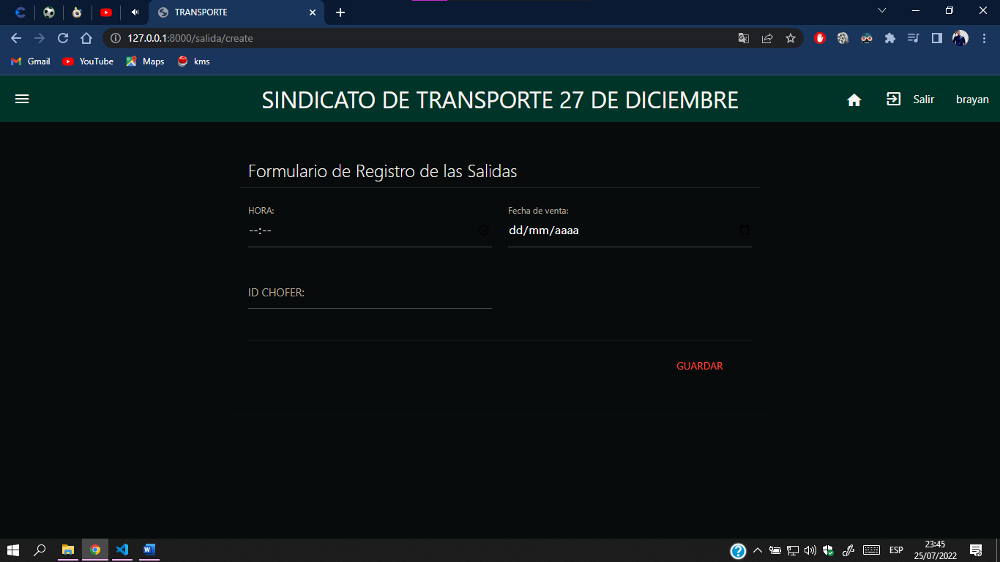 TRANSPORTE
127.0.0.1:8000/salida/create
Gmail YouTube Maps kms
SINDICATO DE TRANSPORTE 27 DE DICIEMBRE Salir brayan
Formulario de Registro de las Salidas
HORA: Fecha de venta:
--:-- dd/mm/aaaa
ID CHOFER:
GUARDAR
ESP 23:45
25/07/2022